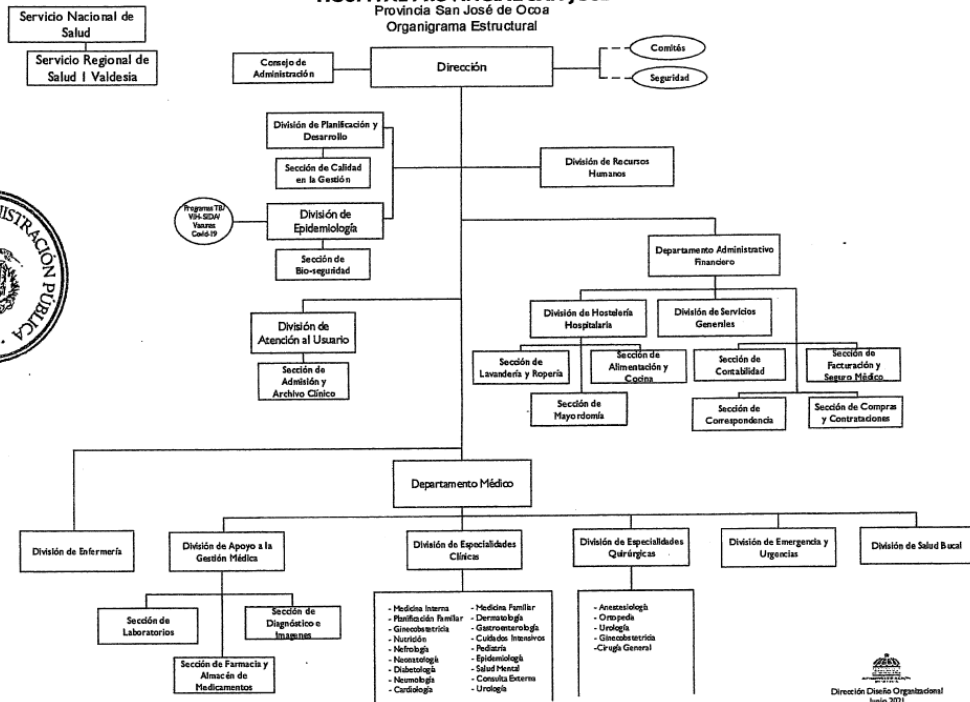 Provincia San José de Ocoa
Organigrama Estructural
Servicio Nacional de
Salud
Servicio Regional de
Salud I Valdesia
Consejo de
Administración
Dirección
Comités
Seguridad
División de Planificación y
Desarrollo
Sección de Calidad
en la Gestión
División de Recursos
Humanos
Programas TB/
VIH-SIDA/
Vacunas
Covid-19
División de
Epidemiología
Sección de
Bio-seguridad
Departamento Administrativo
Financiero
División de
Atención al Usuario
Sección de
Admisión y
Archivo Clínico
División de Hostelería
Hospitalaria
División de Servicios
Generales
Sección de
Lavandería y Ropería
Sección de
Alimentación y
Cocina
Sección de
Contabilidad
Sección de
Facturación y
Seguro Médico
Sección de
Mayordomía
Sección de
Correspondencia
Sección de Compras
y Contrataciones
Departamento Médico
División de Enfermería
División de Apoyo a la
Gestión Médica
División de Especialidades
Clínicas
División de Especialidades
Quirúrgicas
División de Emergencia y
Urgencias
División de Salud Bucal
Sección de
Laboratorios
Sección de
Diagnóstico e
Imagenes
Sección de Farmacia y
Almacén de
Medicamentos
- Medicina Interna
- Planificación Familiar
- Ginecobstetricia
- Nutrición
- Nefrología
- Neonatología
- Diabetología
- Neumología
- Cardiología
- Medicina Familiar
- Dermatología
- Gastroenterología
- Cuidados Intensivos
- Pediatría
- Epidemiología
- Salud Mental
- Consulta Externa
- Urología
- Anestesiología
- Ortopedia
- Urología
- Ginecobstetricia
-Cirugía General
ADMINISTRACIÓN PÚBLICA
Dirección Diseño Organizacional
Junio 2021